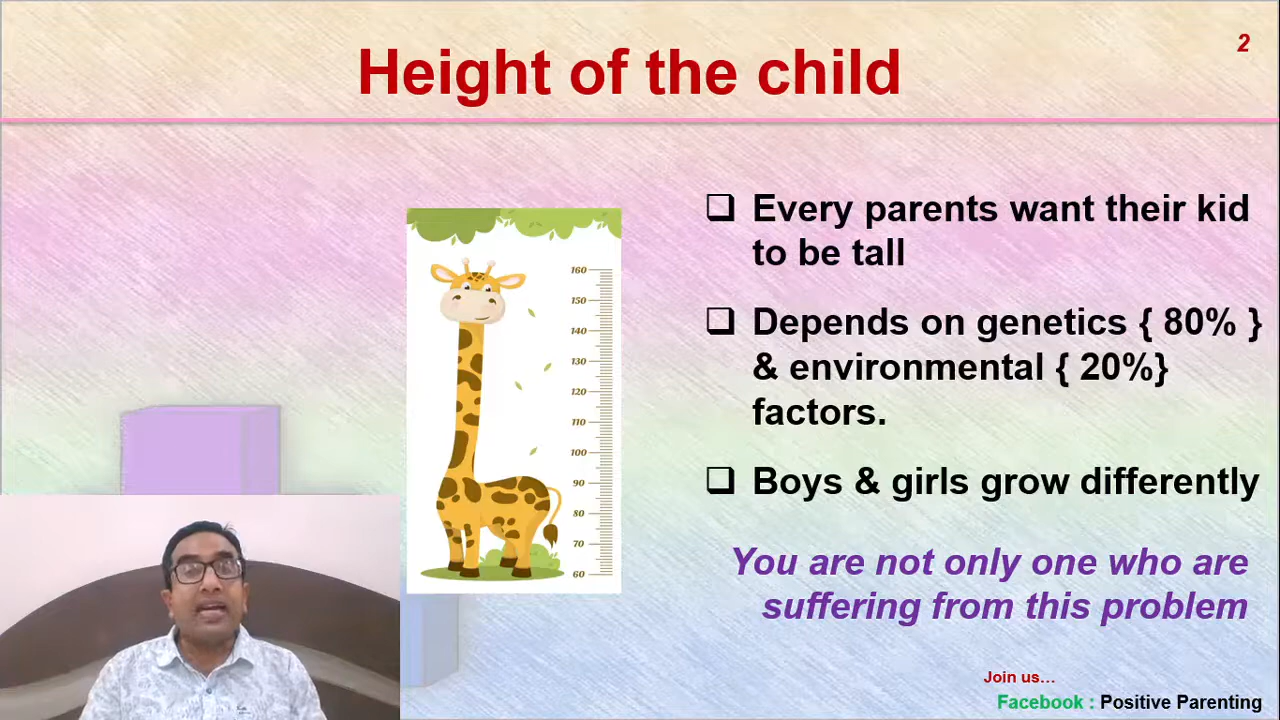 2
Height of the child
Every parents want their kid
to be tall
Depends on genetics { 80% }
& environmental { 20%}
factors.
Boys & girls grow differently
You are not only one who are
suffering from this problem
160
150
140
130
120
110
100
90
80
70
60
Join us...
Facebook : Positive Parenting